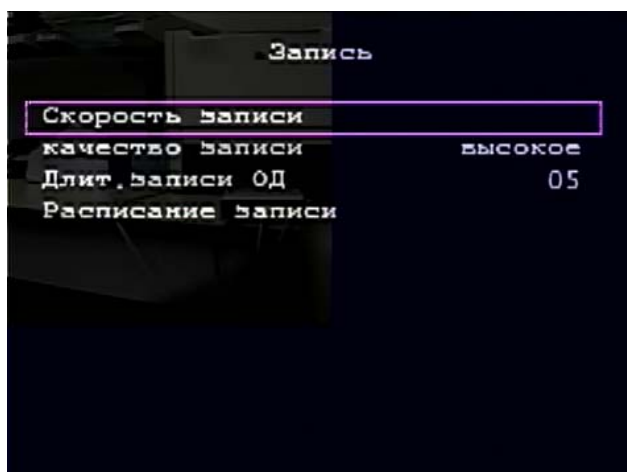 Запись
Скорость записи
качество записи высокое
Длит.записи ОД 05
Расписание записи